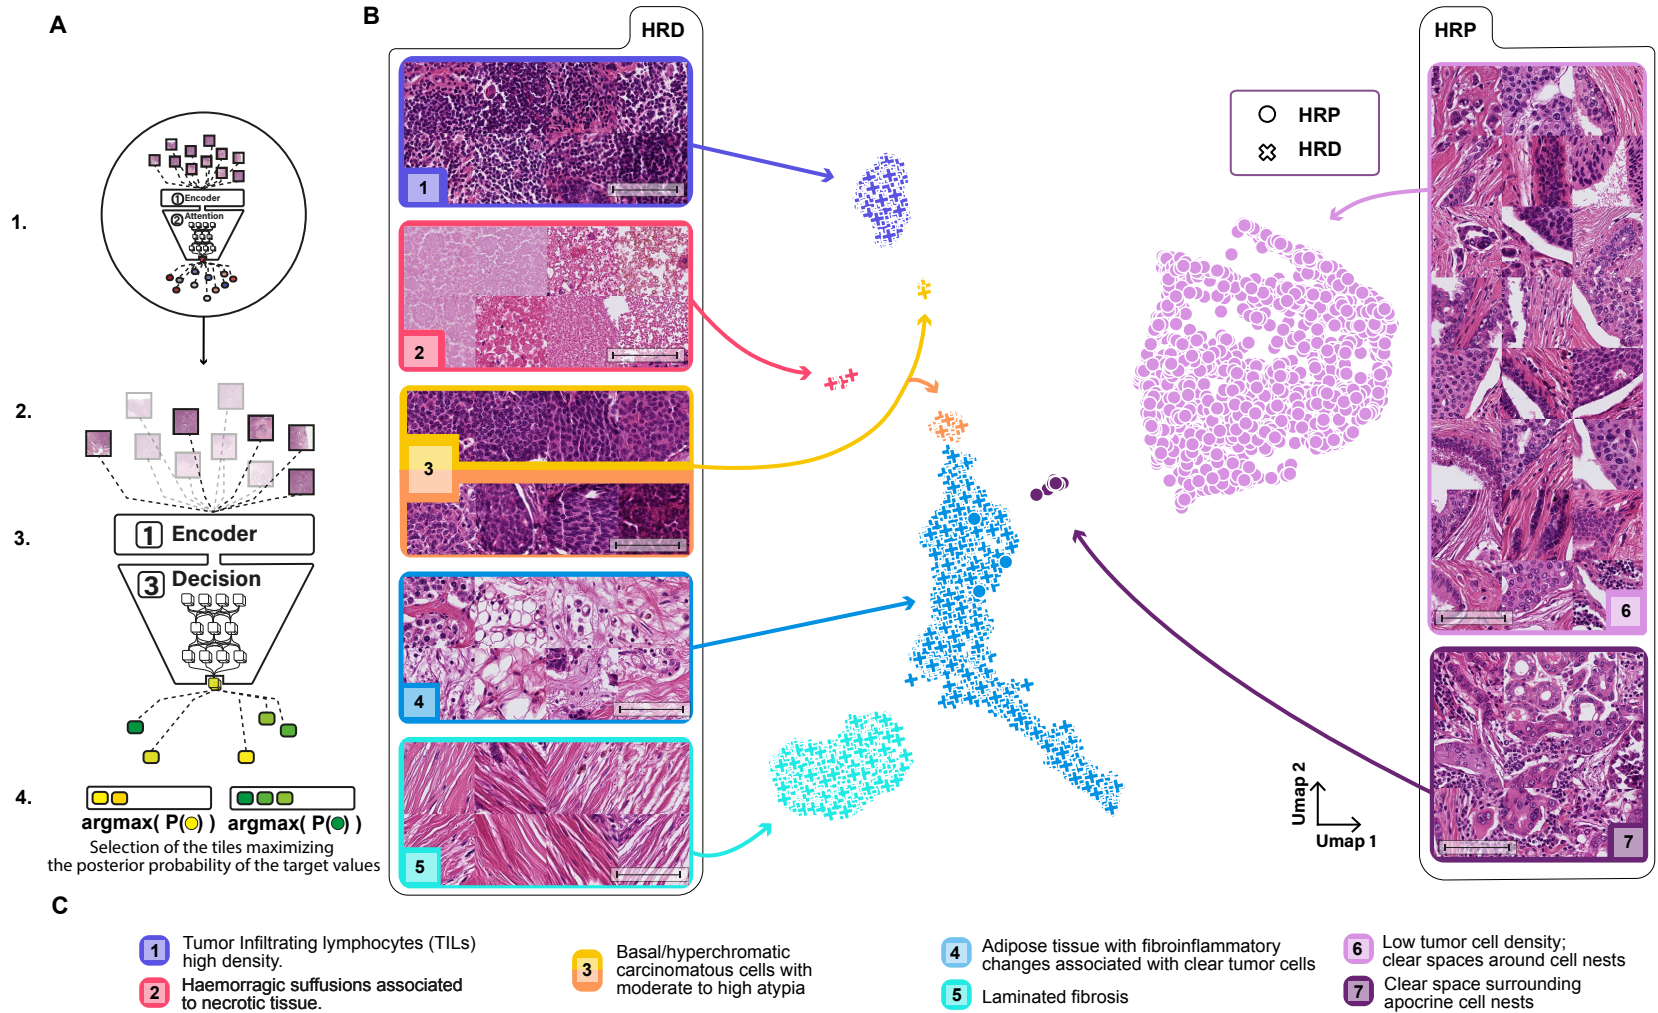 A
1.
1 Encoder
2 Attention
2.
3.
1 Encoder
3 Decision
4.
argmax( P( ) ) argmax( P( ) )
Selection of the tiles maximizing
the posterior probability of the target values
B
HRD
1
2
3
4
5
HRP
HRD
Umap 2
Umap 1
HRP
6
7
C
1 Tumor Infiltrating lymphocytes (TILs)
high density.
2 Haemorragic suffusions associated
to necrotic tissue.
3 Basal/hyperchromatic
carcinomatous cells with
moderate to high atypia
4 Adipose tissue with fibroinflammatory
changes associated with clear tumor cells
5 Laminated fibrosis
6 Low tumor cell density;
clear spaces around cell nests
7 Clear space surrounding
apocrine cell nests